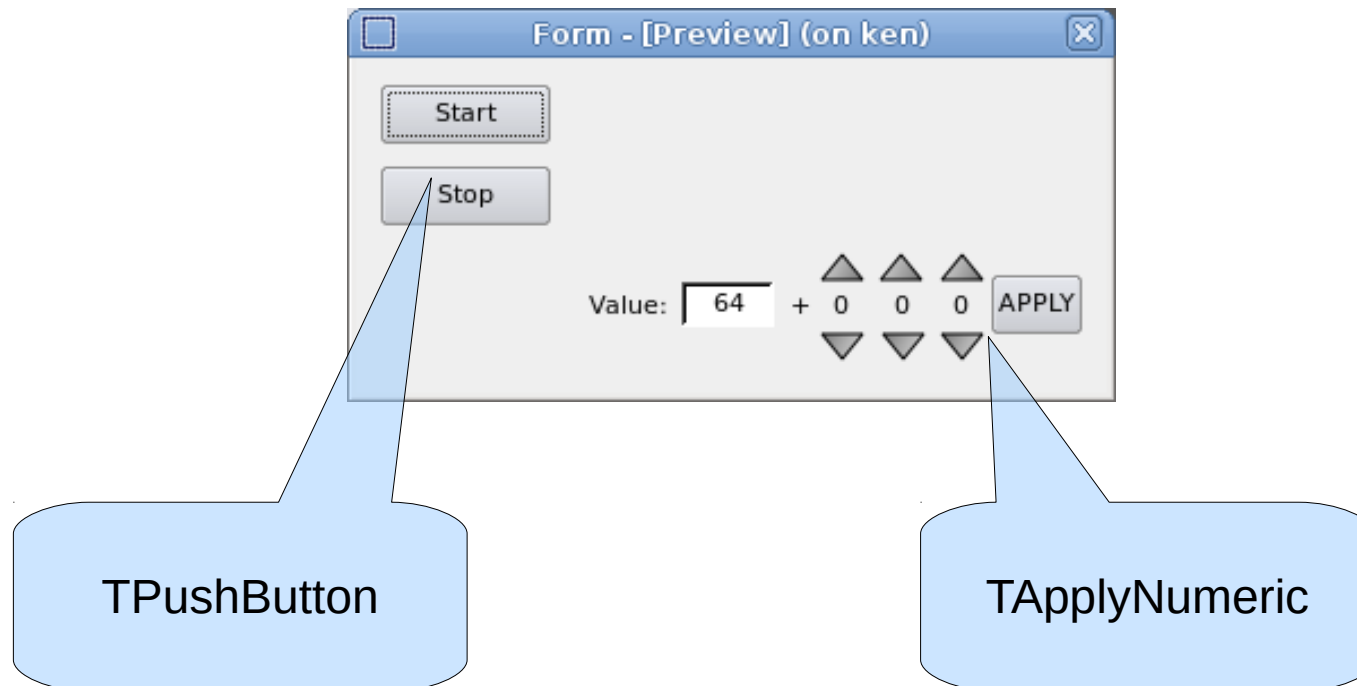 Form - [Preview] (on ken)
Start
Stop
Value: 64 + 0 0 0 APPLY
TPushButton
TApplyNumeric